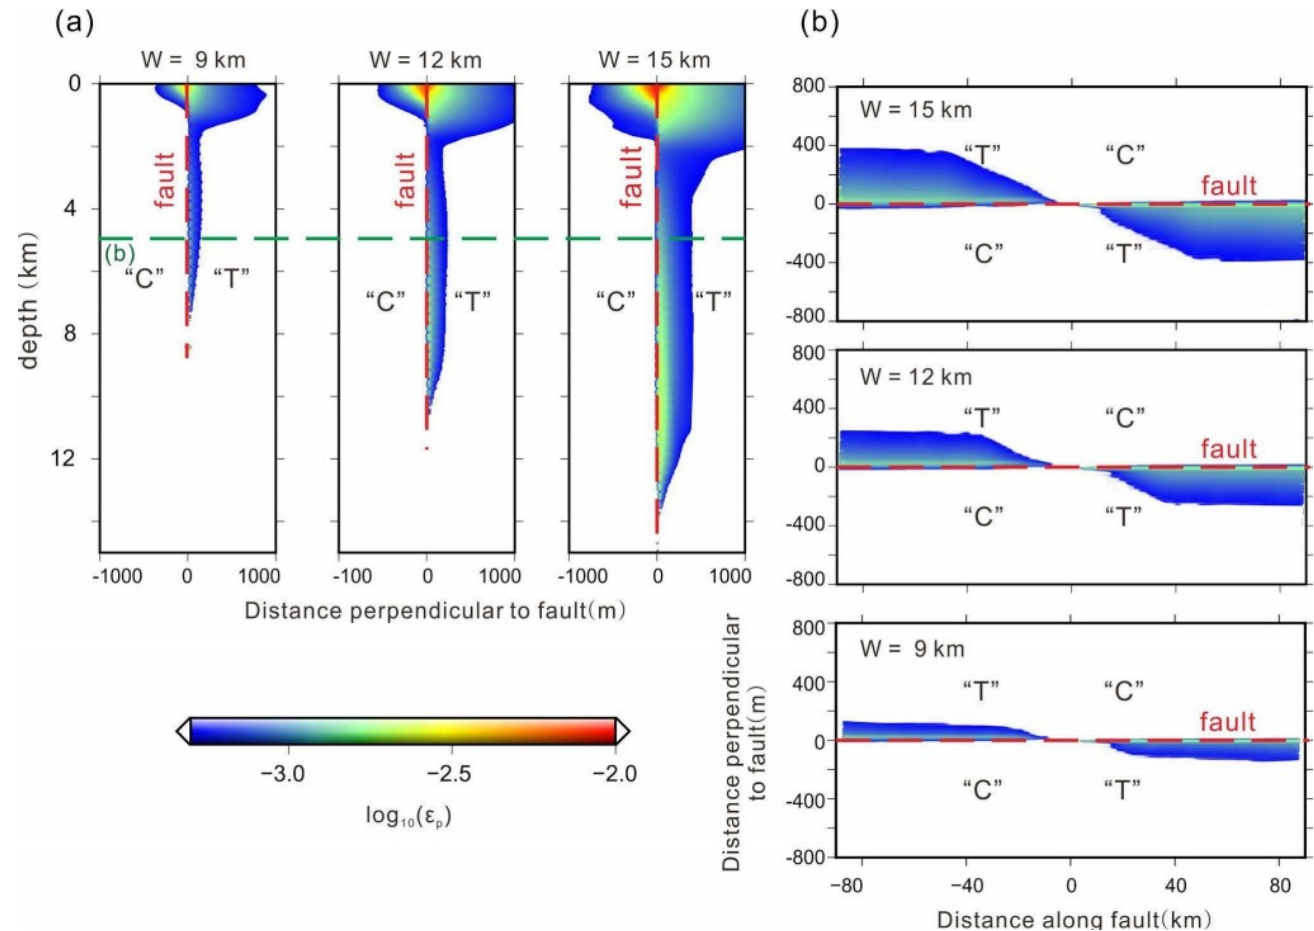 (a)
W = 9 km
W = 12 km
W = 15 km
0
4
8
12
depth (km)
fault
fault
fault
(b)
"C"
"T"
"C"
"T"
"C"
"T"
-1000
0
1000
-100
0
1000
0
1000
Distance perpendicular to fault(m)
−3.0
−2.5
−2.0
log₁₀(εₚ)
(b)
800
400
0
-400
-800
W = 15 km
"T"
"C"
fault
"C"
"T"
800
400
0
-400
-800
W = 12 km
"T"
"C"
fault
"C"
"T"
800
400
0
-400
-800
W = 9 km
"T"
"C"
fault
"C"
"T"
Distance perpendicular
to fault(m)
−80
−40
0
40
80
Distance along fault(km)